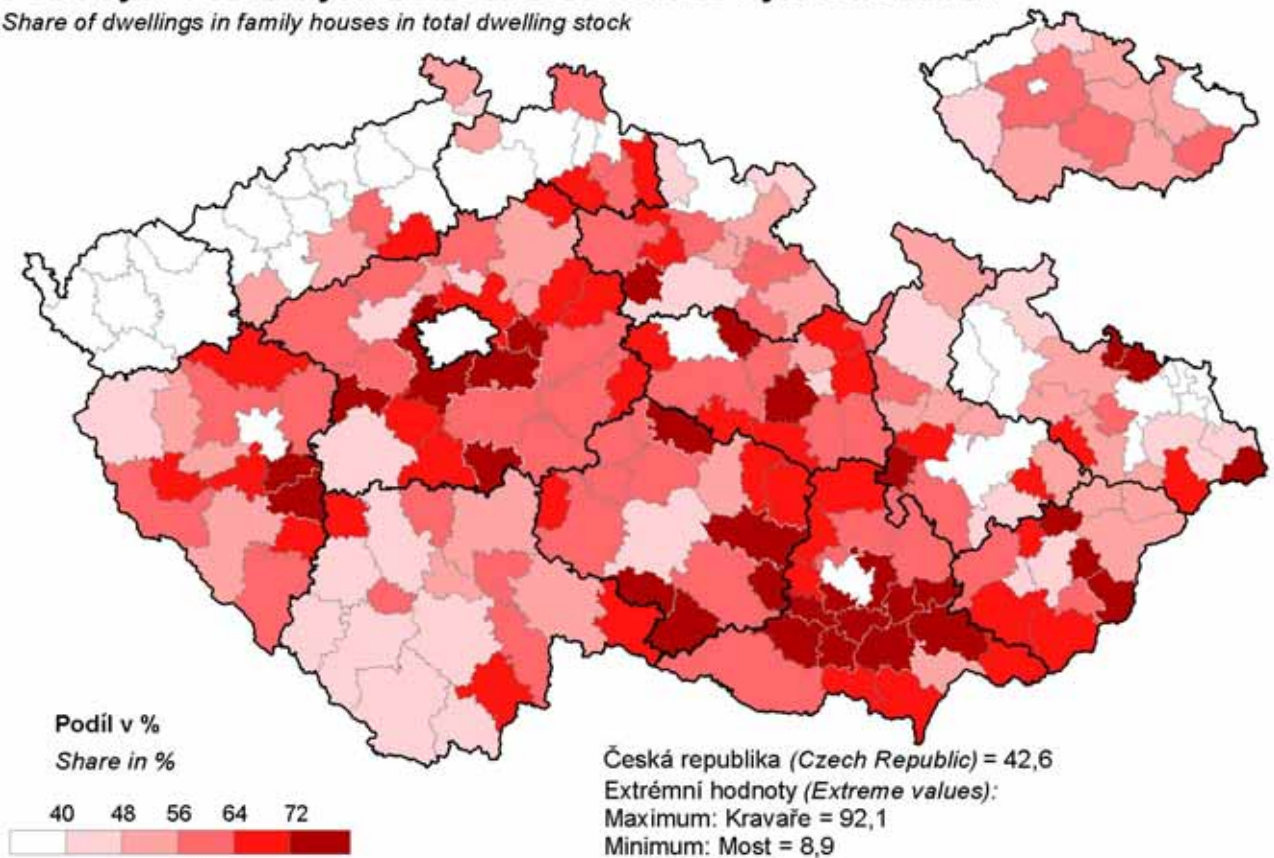 Share of dwellings in family houses in total dwelling stock
Podíl v %
Share in %
40 48 56 64 72
Česká republika (Czech Republic) = 42,6
Extrémní hodnoty (Extreme values):
Maximum: Kravaře = 92,1
Minimum: Most = 8,9